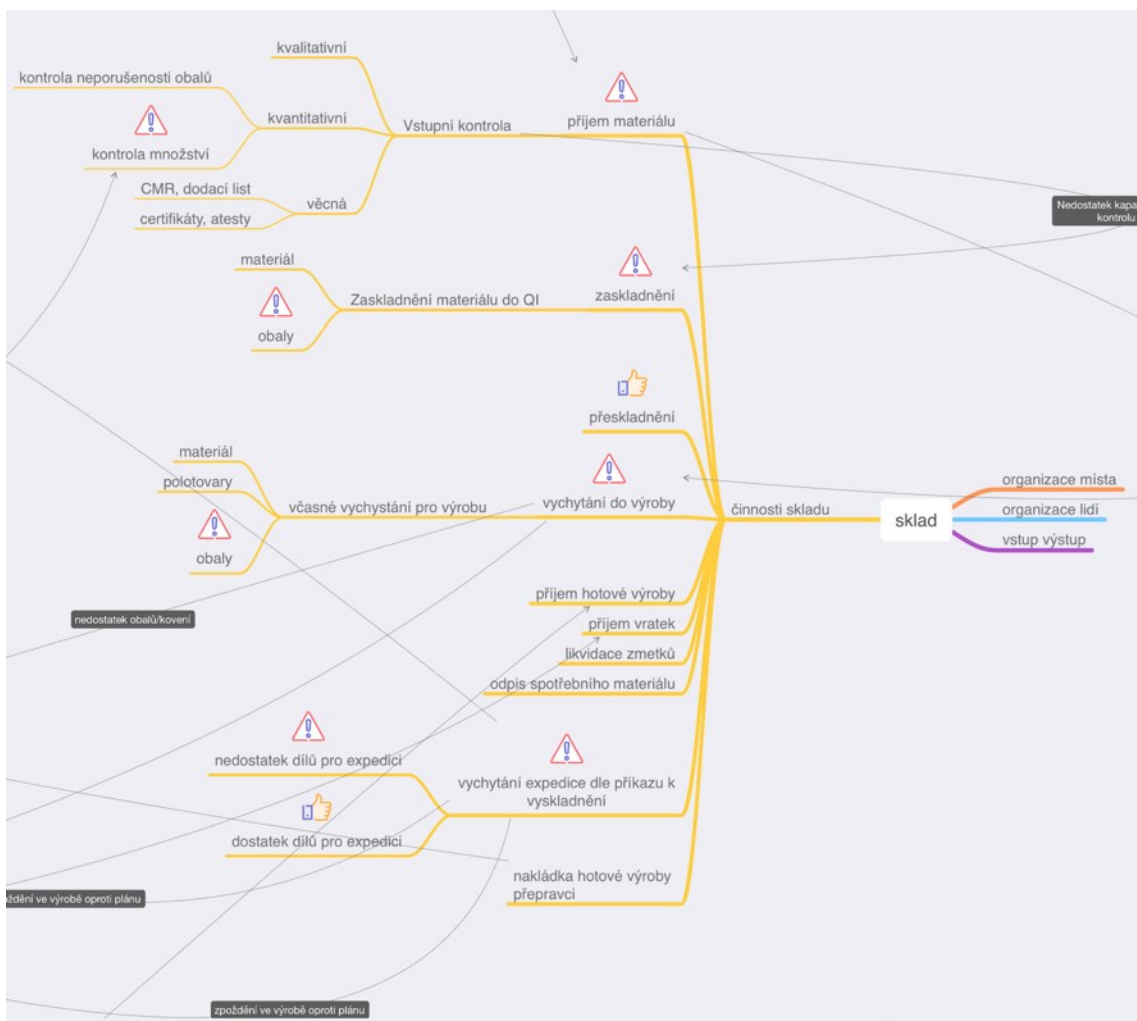 kvalitativní
kontrola neporušenosti obalů
kvantitativní
Vstupní kontrola
příjem materiálu
kontrola množství
CMR, dodací list
věcná
certifikáty, atesty
Nedostatek
kontrolu
materiál
Zaskladnění materiálu do QI
zaskladnění
obaly
přeskladnění
materiál
polotovary
včasné vychystání pro výrobu
vychytání do výroby
obaly
činnosti skladu
sklad
organizace místa
organizace lidí
vstup výstup
příjem hotové výroby
nedostatek obalů/kovení
příjem vratek
likvidace zmetků
odpis spotřebního materiálu
nedostatek dílů pro expedici
vychytání expedice dle příkazu k
vyskladnění
dostatek dílů pro expedici
nakládka hotové výroby
přepravci
ve výrobě oproti plánu
zpoždění ve výrobě oproti plánu